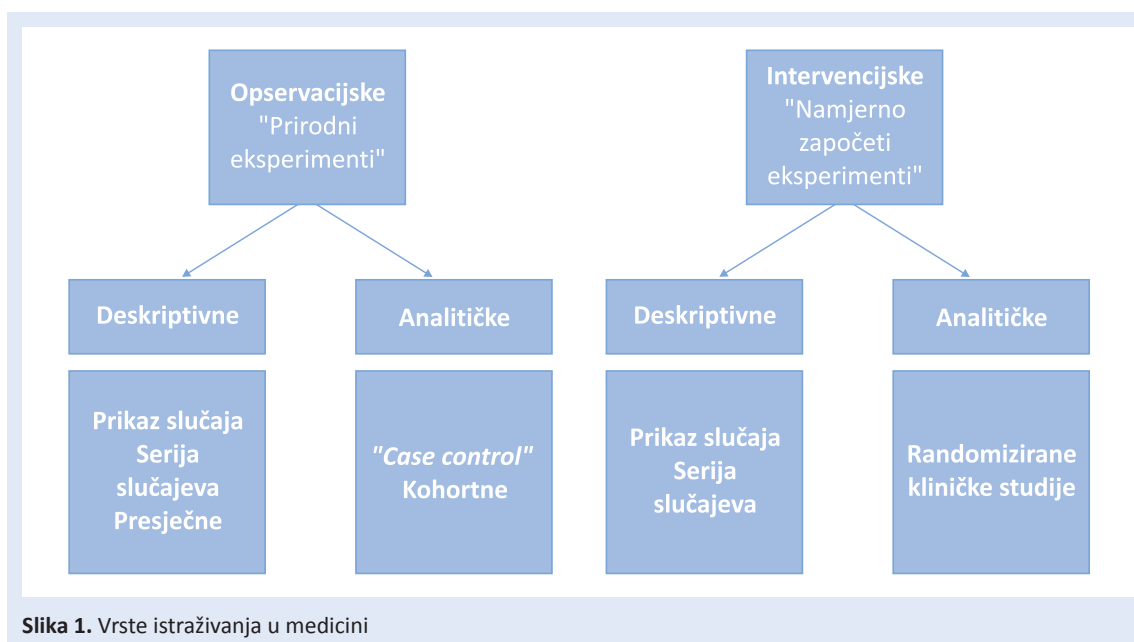 Opservacijske
"Prirodni
eksperimenti"
Intervencijske
"Namjerno
započeti
eksperimenti"
Deskriptivne
Analitičke
Deskriptivne
Analitičke
Prikaz slučaja
Serija
slučajeva
Presječne
"Case control"
Kohortne
Prikaz slučaja
Serija
slučajeva
Randomizirane
kliničke studije
Slika 1. Vrste istraživanja u medicini